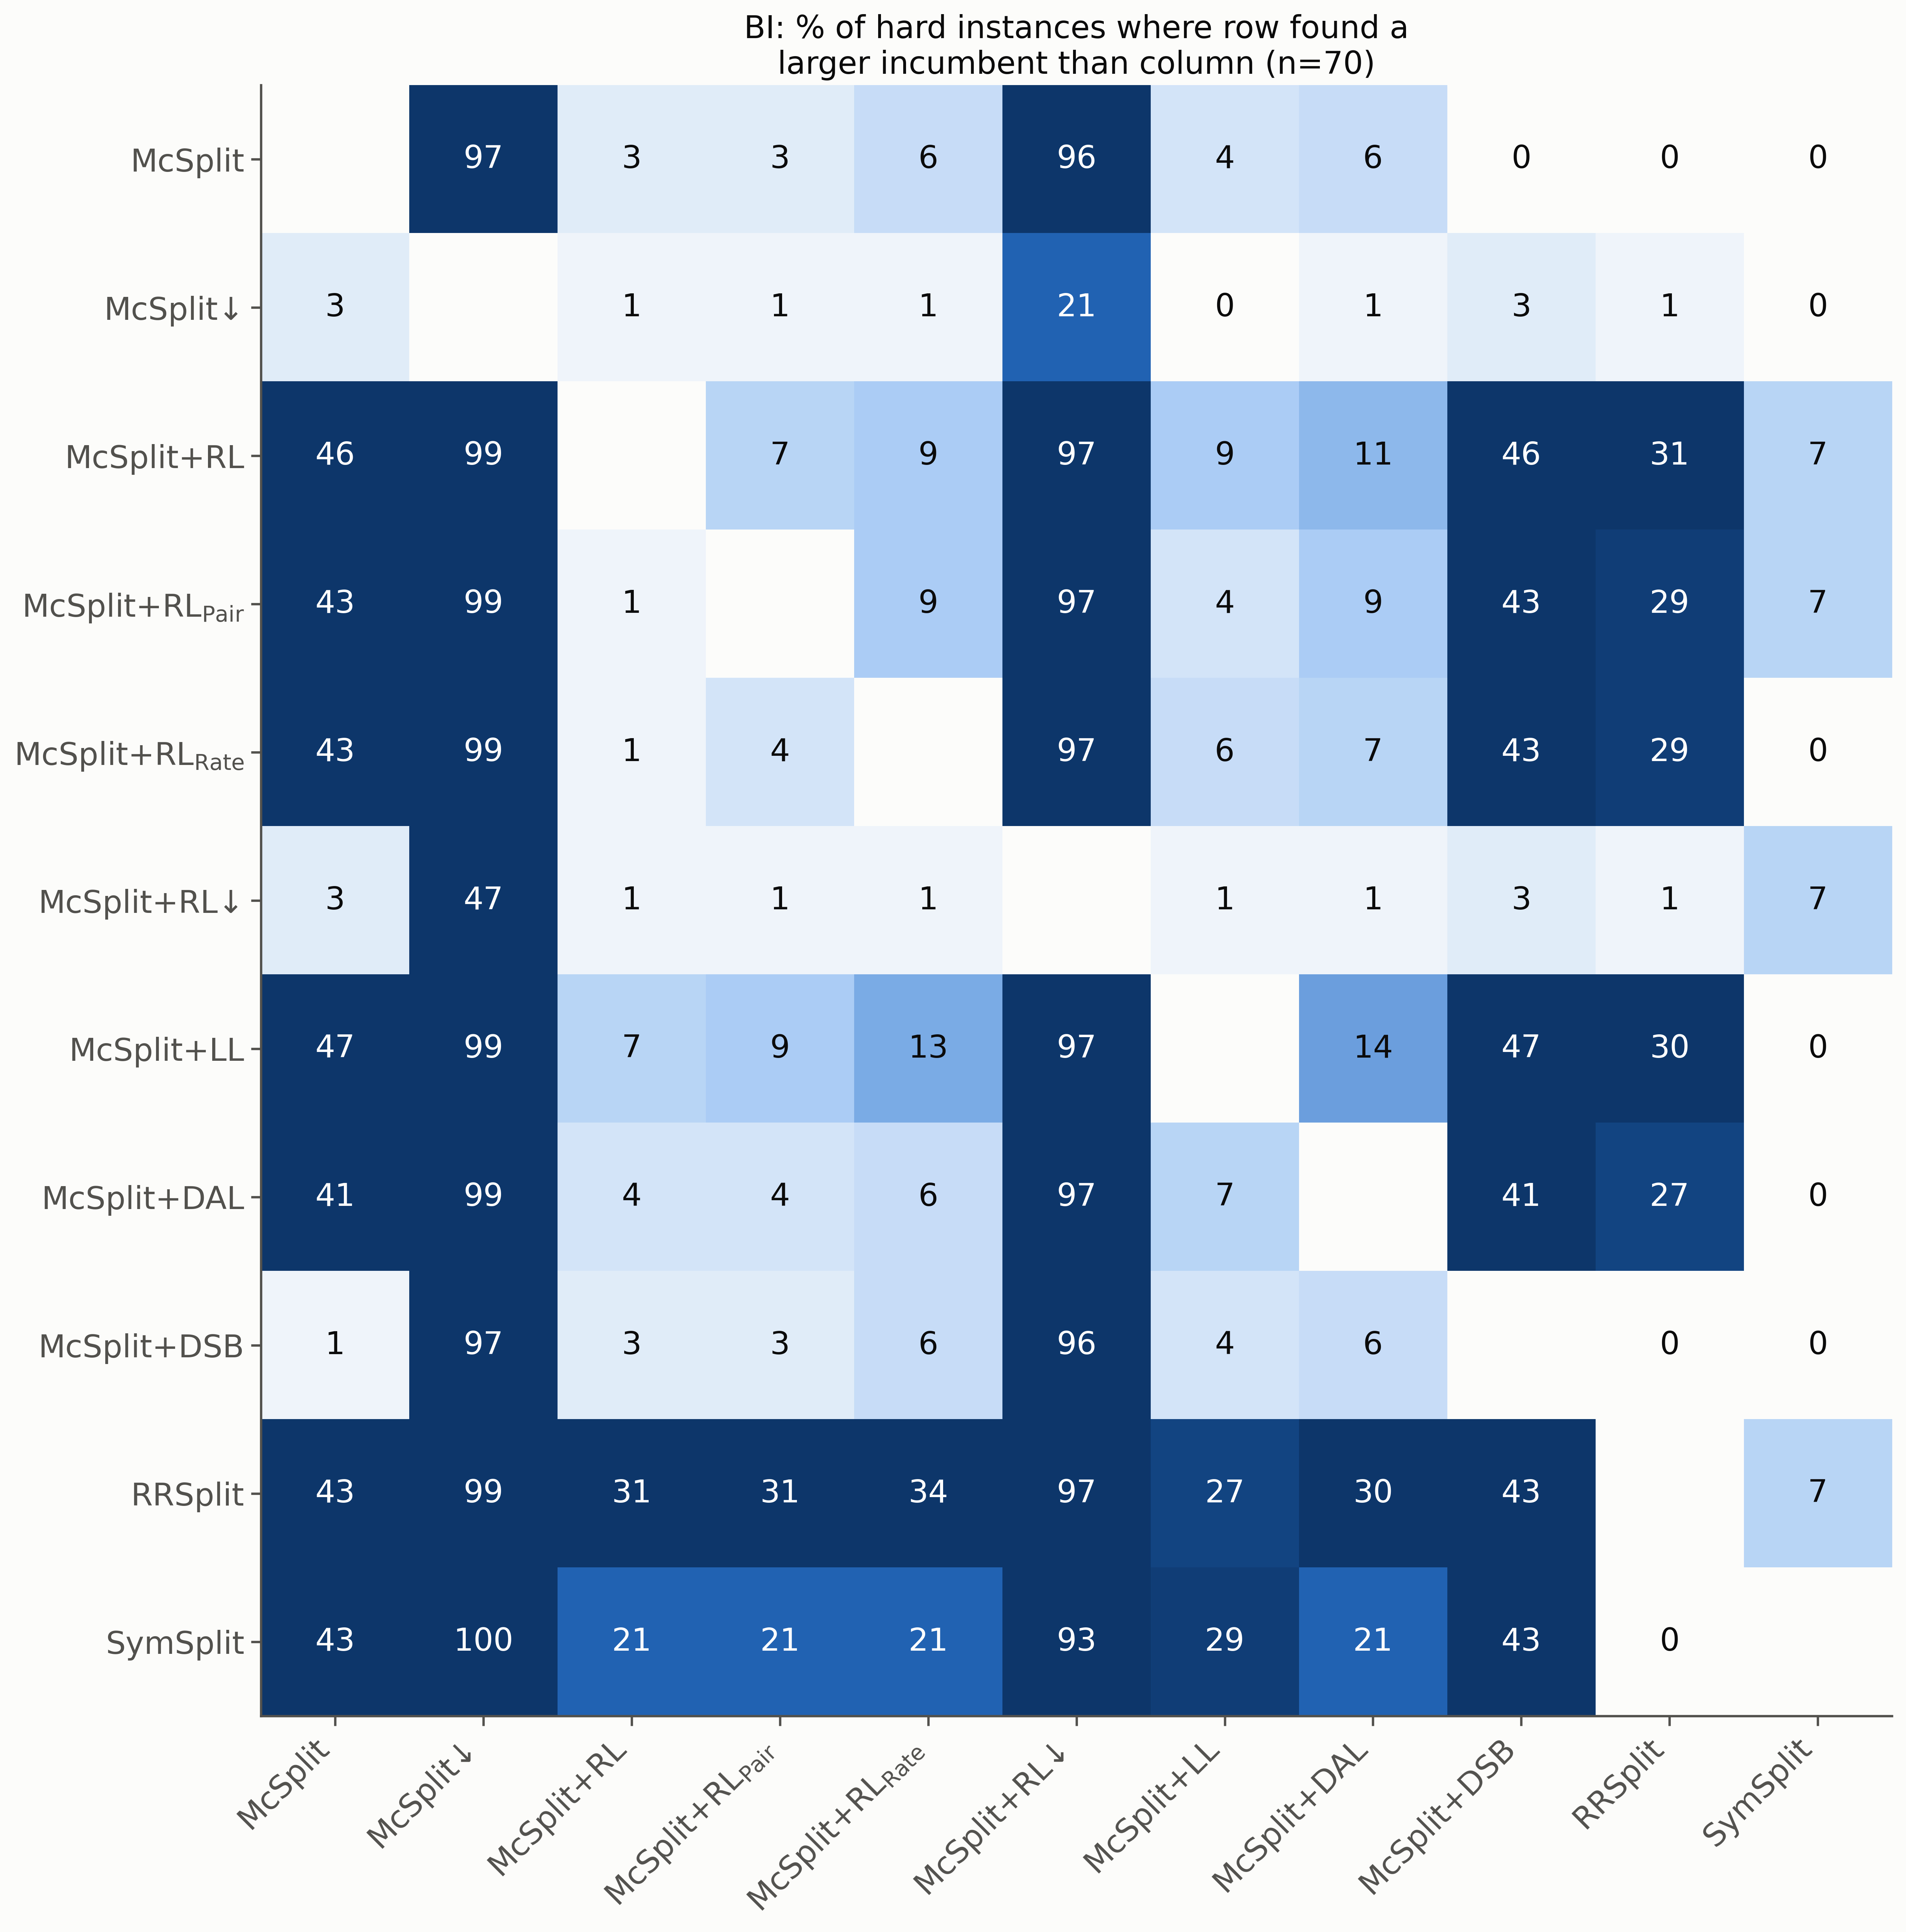 BI: % of hard instances where row found a
larger incumbent than column (n=70)
McSplit 97 3 3 6 96 4 6 0 0 0
McSplit↓ 3 1 1 1 21 0 1 3 1 0
McSplit+RL 46 99 7 9 97 9 11 46 31 7
McSplit+RL_Pair 43 99 1 9 97 4 9 43 29 7
McSplit+RL_Rate 43 99 1 4 97 6 7 43 29 0
McSplit+RL↓ 3 47 1 1 1 1 1 3 1 7
McSplit+LL 47 99 7 9 13 97 14 47 30 0
McSplit+DAL 41 99 4 4 6 97 7 41 27 0
McSplit+DSB 1 97 3 3 6 96 4 6 0 0
RRSplit 43 99 31 31 34 97 27 30 43 7
SymSplit 43 100 21 21 21 93 29 21 43 0
McSplit McSplit↓ McSplit+RL McSplit+RL_Pair McSplit+RL_Rate McSplit+RL↓ McSplit+LL McSplit+DAL McSplit+DSB RRSplit SymSplit